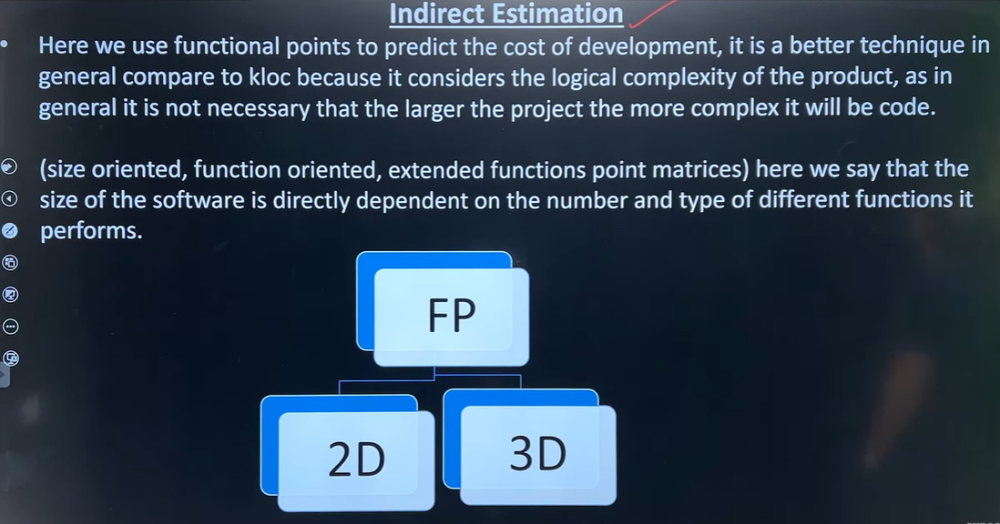 Indirect Estimation
Here we use functional points to predict the cost of development, it is a better technique in
general compare to kloc because it considers the logical complexity of the product, as in
general it is not necessary that the larger the project the more complex it will be code.
(size oriented, function oriented, extended functions point matrices) here we say that the
size of the software is directly dependent on the number and type of different functions it
performs.
FP
2D
3D